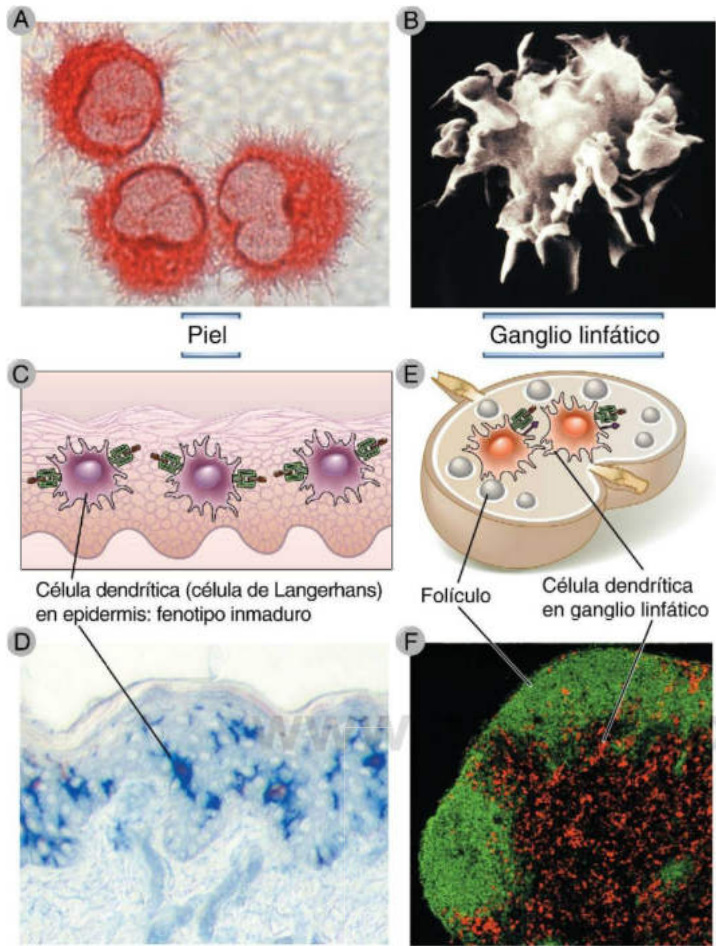 A
B
Piel
Ganglio linfático
C
E
Célula dendrítica (célula de Langerhans)
en epidermis: fenotipo inmaduro
Folículo
Célula dendrítica
en ganglio linfático
D
F